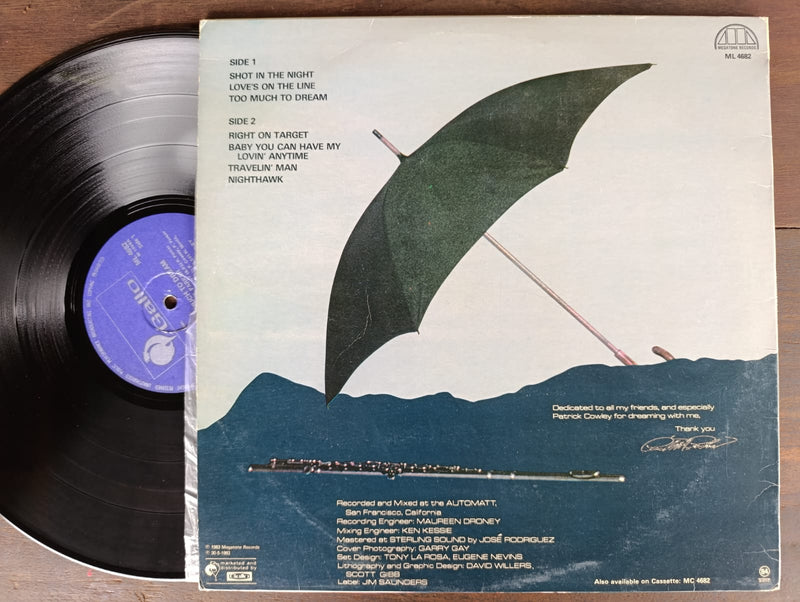 SIDE 1
SHOT IN THE NIGHT
LOVE'S ON THE LINE
TOO MUCH TO DREAM
SIDE 2
RIGHT ON TARGET
BABY YOU CAN HAVE MY
LOVIN' ANYTIME
TRAVELIN' MAN
NIGHTHAWK
MEGATONE RECORDS
ML 4682
Gallo
Dedicated to all my friends, and especially
Patrick Cowley for dreaming with me,
Thank you
Recorded and Mixed at the AUTOMATT,
San Francisco, California
Recording Engineer: MAUREEN DRONEY
Mixing Engineer: KEN KESSIE
Mastered at STERLING SOUND by JOSÉ RODRIGUEZ
Cover Photography: GARRY GAY
Set Design: TONY LA ROSA, EUGENE NEVINS
Lithography and Graphic Design: DAVID WILLERS,
SCOTT GIBB
Label: JIM SAUNDERS
℗ 1983 Megatone Records
marketed and
distributed by
Gallo
Also available on Cassette: MC 4682